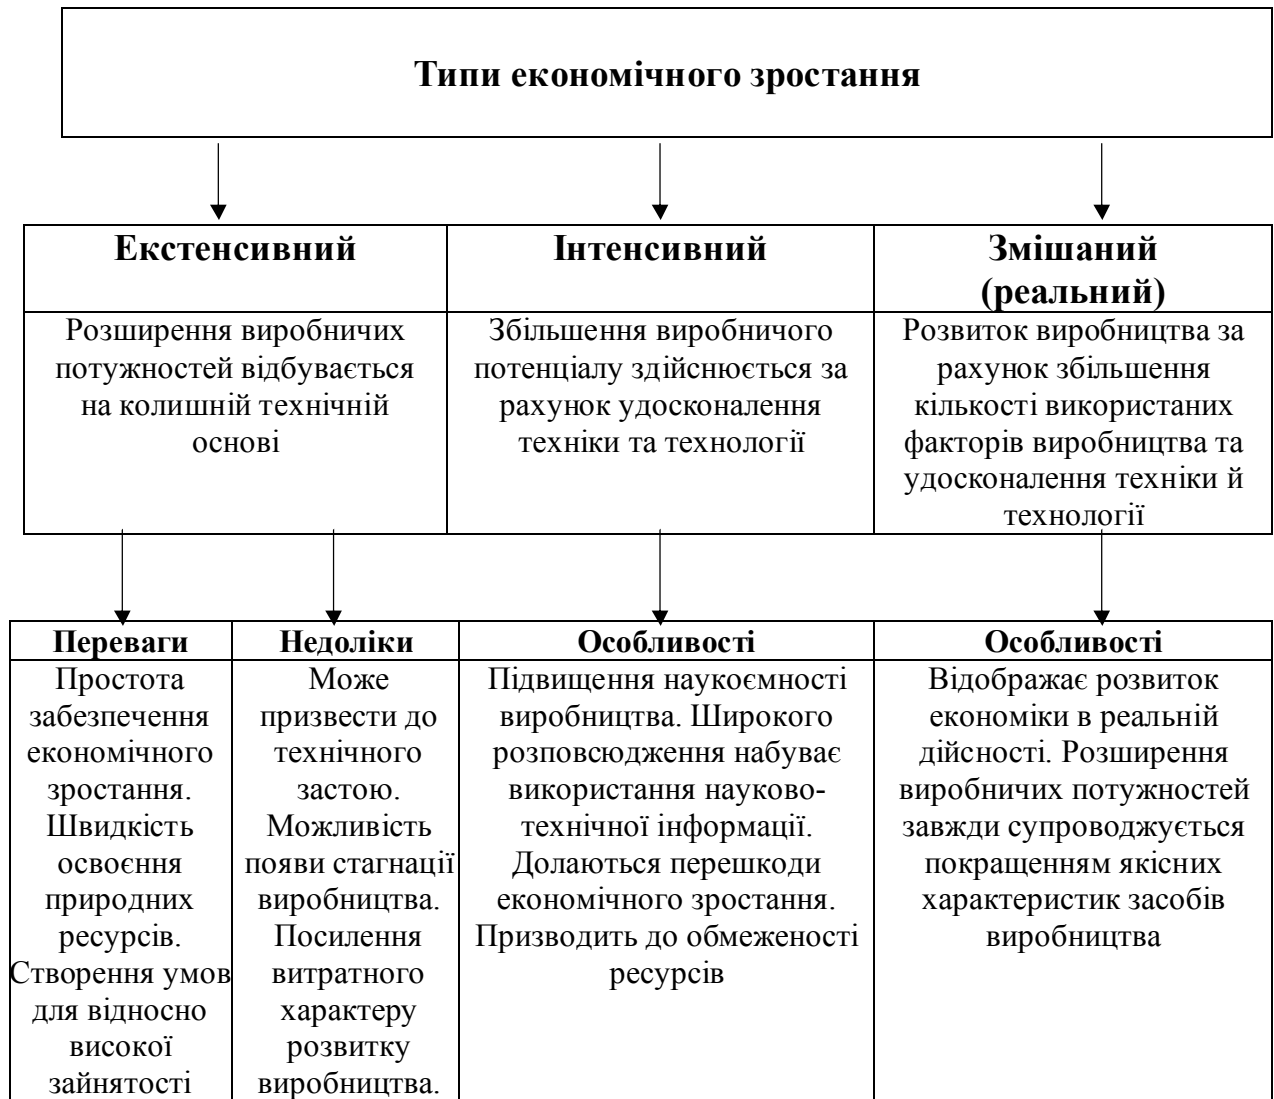 Типи економічного зростання
Екстенсивний
Інтенсивний
Змішаний
(реальний)
Розширення виробничих
потужностей відбувається
на колишній технічній
основі
Збільшення виробничого
потенціалу здійснюється за
рахунок удосконалення
техніки та технології
Розвиток виробництва за
рахунок збільшення
кількості використаних
факторів виробництва та
удосконалення техніки й
технології
Переваги
Простота
забезпечення
економічного
зростання.
Швидкість
освоєння
природних
ресурсів.
Створення умов
для відносно
високої
зайнятості
Недоліки
Може
призвести до
технічного
застою.
Можливість
появи стагнації
виробництва.
Посилення
витратного
характеру
розвитку
виробництва.
Особливості
Підвищення наукоємності
виробництва. Широкого
розповсюдження набуває
використання науково-
технічної інформації.
Долаються перешкоди
економічного зростання.
Призводить до обмеженості
ресурсів
Особливості
Відображає розвиток
економіки в реальній
дійсності. Розширення
виробничих потужностей
завжди супроводжується
покращенням якісних
характеристик засобів
виробництва